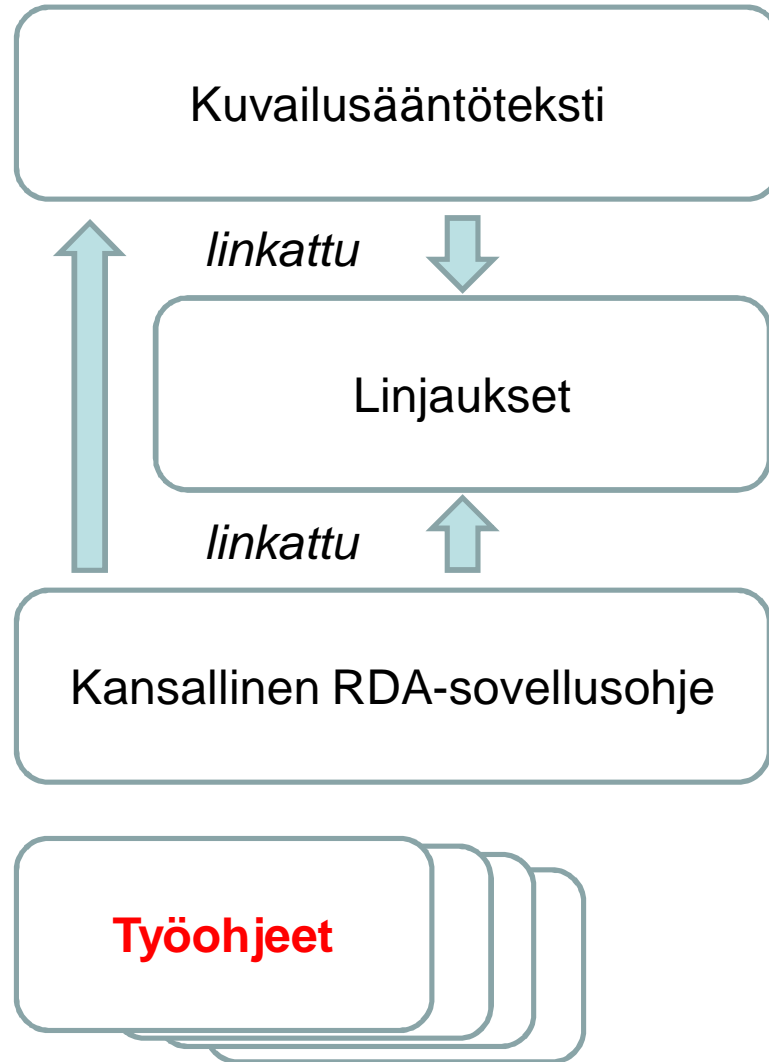 Kuvailusääntöteksti
linkattu
Linjaukset
linkattu
Kansallinen RDA-sovellusohje
Työohjeet